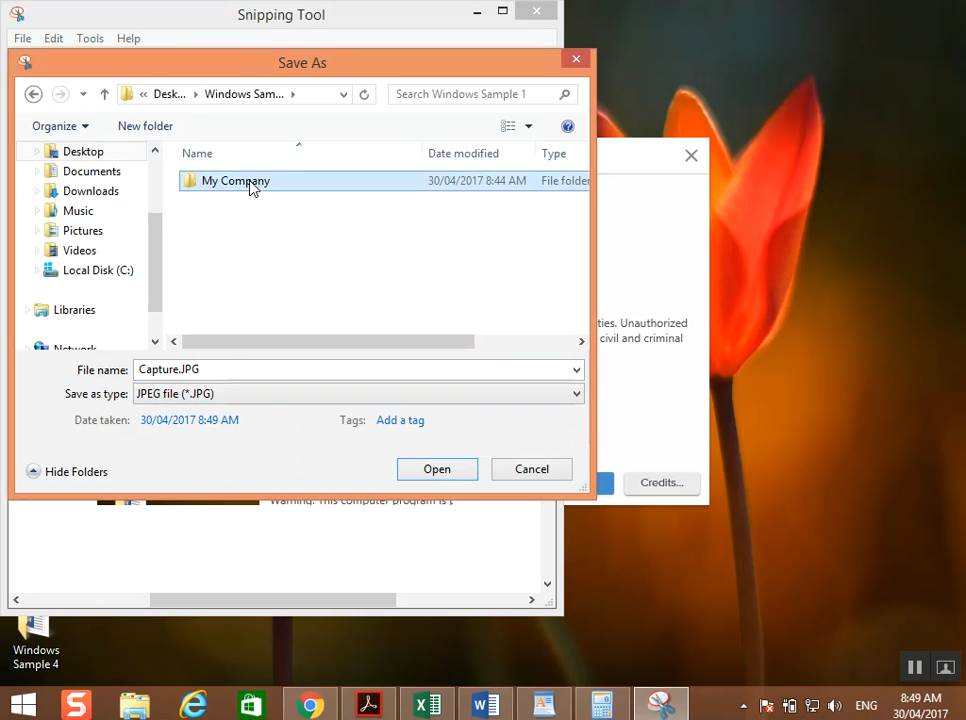 Snipping Tool
File Edit Tools Help
Save As
« Desk... Windows Sam... Search Windows Sample 1
Organize New folder
Name Date modified Type
Desktop
Documents
Downloads
Music
Pictures
Videos
Local Disk (C:)
Libraries
Network
My Company 30/04/2017 8:44 AM File folder
File name: Capture.JPG
Save as type: JPEG file (*.JPG)
Date taken: 30/04/2017 8:49 AM Tags: Add a tag
Hide Folders Open Cancel
ties. Unauthorized
civil and criminal
Credits...
Warning: This computer program is
Windows
Sample 4
ENG
8:49 AM
30/04/2017